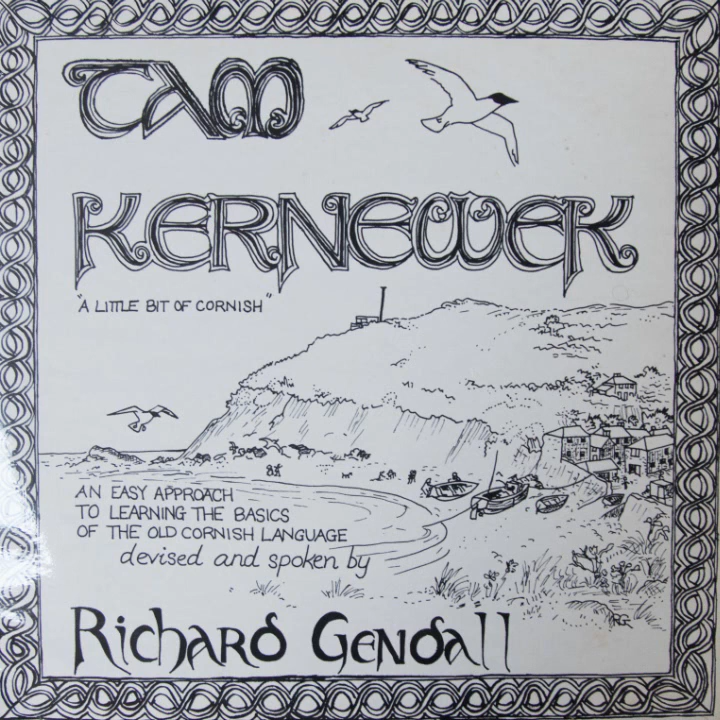 TAM
KERNEWEK
"A LITTLE BIT OF CORNISH"
AN EASY APPROACH
TO LEARNING THE BASICS
OF THE OLD CORNISH LANGUAGE
devised and spoken by
Richard Gendall
RG